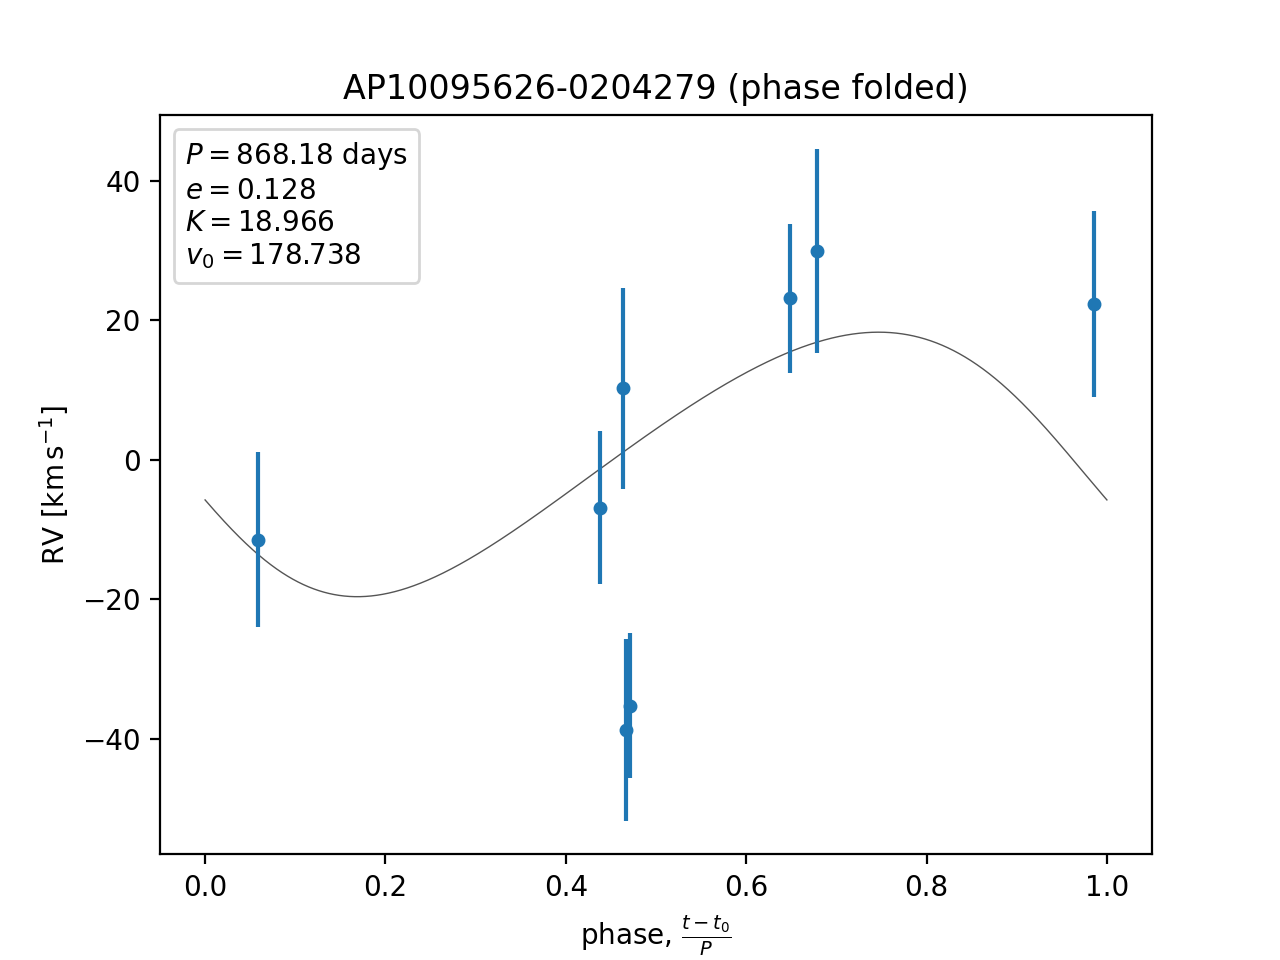 AP10095626-0204279 (phase folded)
P = 868.18 days
e = 0.128
K = 18.966
v₀ = 178.738
40
20
0
−20
−40
RV [km s⁻¹]
0.0 0.2 0.4 0.6 0.8 1.0
phase, (t − t₀)/P